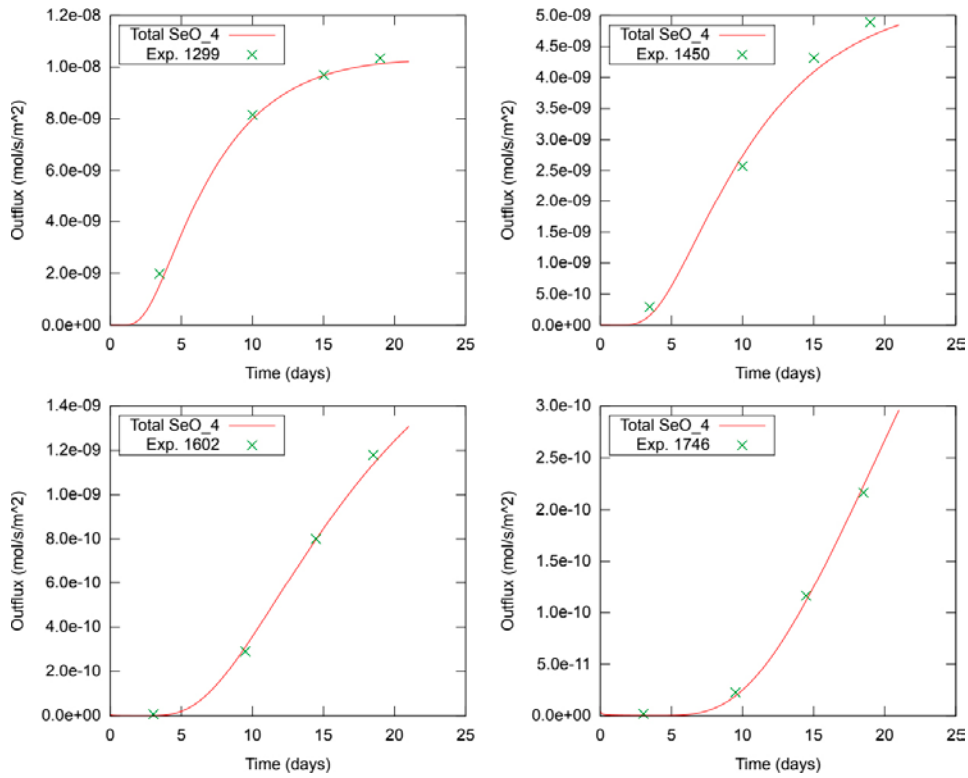 1.2e-08
1.0e-08
8.0e-09
6.0e-09
4.0e-09
2.0e-09
0.0e+00
Outflux (mol/s/m^2)
Total SeO_4
Exp. 1299
0 5 10 15 20 25
Time (days)
5.0e-09
4.5e-09
4.0e-09
3.5e-09
3.0e-09
2.5e-09
2.0e-09
1.5e-09
1.0e-09
5.0e-10
0.0e+00
Outflux (mol/s/m^2)
Total SeO_4
Exp. 1450
0 5 10 15 20 25
Time (days)
1.4e-09
1.2e-09
1.0e-09
8.0e-10
6.0e-10
4.0e-10
2.0e-10
0.0e+00
Outflux (mol/s/m^2)
Total SeO_4
Exp. 1602
0 5 10 15 20 25
Time (days)
3.0e-10
2.5e-10
2.0e-10
1.5e-10
1.0e-10
5.0e-11
0.0e+00
Outflux (mol/s/m^2)
Total SeO_4
Exp. 1746
0 5 10 15 20 25
Time (days)